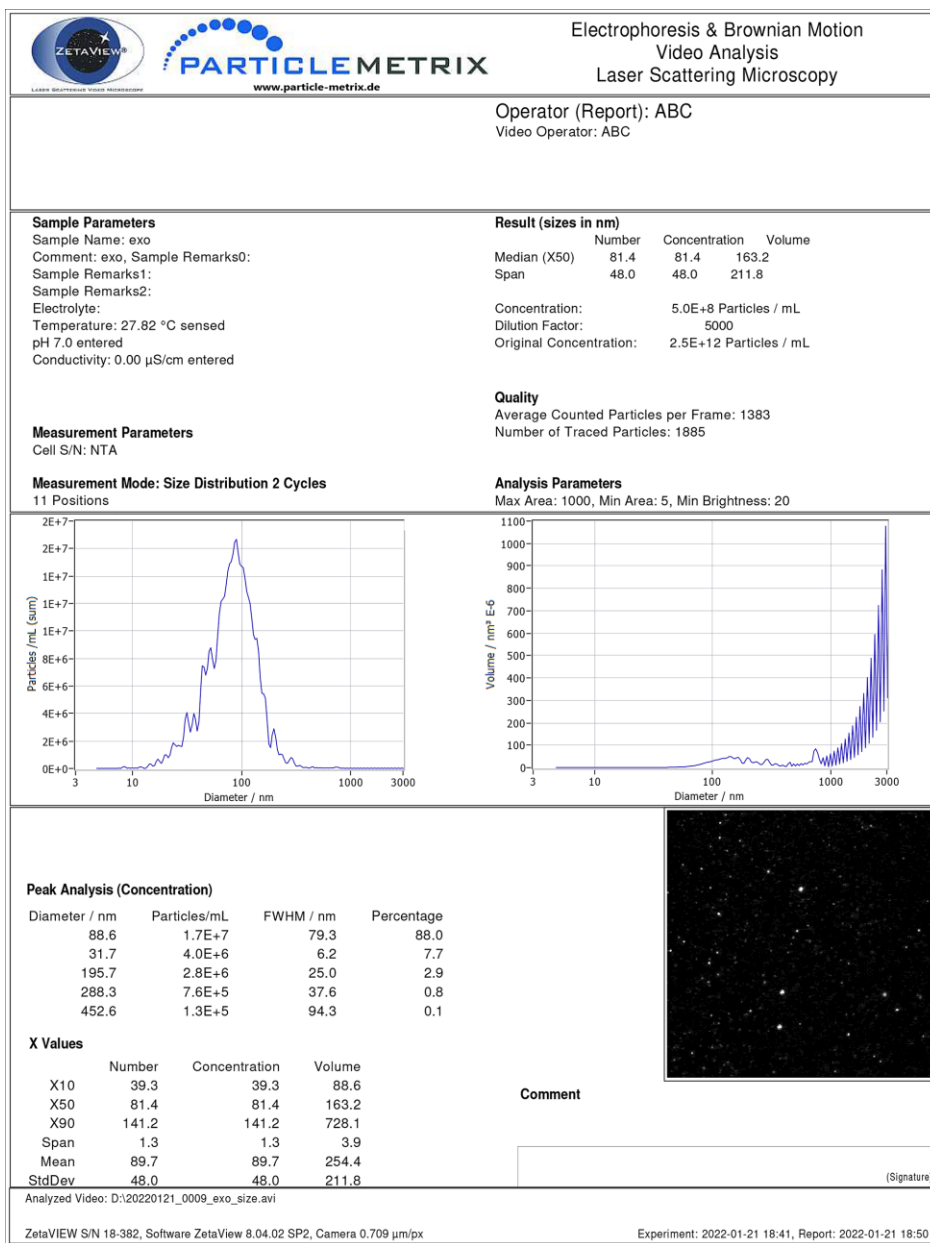 ZETAVIEW®
LASER SCATTERING VIDEO MICROSCOPE
PARTICLEMETRIX
www.particle-metrix.de
Electrophoresis & Brownian Motion
Video Analysis
Laser Scattering Microscopy
Operator (Report): ABC
Video Operator: ABC
Sample Parameters
Sample Name: exo
Comment: exo, Sample Remarks0:
Sample Remarks1:
Sample Remarks2:
Electrolyte:
Temperature: 27.82 °C sensed
pH 7.0 entered
Conductivity: 0.00 µS/cm entered
Result (sizes in nm)
Number Concentration Volume
Median (X50) 81.4 81.4 163.2
Span 48.0 48.0 211.8
Concentration: 5.0E+8 Particles / mL
Dilution Factor: 5000
Original Concentration: 2.5E+12 Particles / mL
Quality
Average Counted Particles per Frame: 1383
Number of Traced Particles: 1885
Measurement Parameters
Cell S/N: NTA
Measurement Mode: Size Distribution 2 Cycles
11 Positions
Analysis Parameters
Max Area: 1000, Min Area: 5, Min Brightness: 20
Particles /mL (sum)
2E+7
2E+7
1E+7
1E+7
1E+7
8E+6
6E+6
4E+6
2E+6
0E+0
3 10 100 1000 3000
Diameter / nm
Volume / nm³ E-6
1100
1000
900
800
700
600
500
400
300
200
100
0
3 10 100 1000 3000
Diameter / nm
Peak Analysis (Concentration)
Diameter / nm Particles/mL FWHM / nm Percentage
88.6 1.7E+7 79.3 88.0
31.7 4.0E+6 6.2 7.7
195.7 2.8E+6 25.0 2.9
288.3 7.6E+5 37.6 0.8
452.6 1.3E+5 94.3 0.1
X Values
Number Concentration Volume
X10 39.3 39.3 88.6
X50 81.4 81.4 163.2
X90 141.2 141.2 728.1
Span 1.3 1.3 3.9
Mean 89.7 89.7 254.4
StdDev 48.0 48.0 211.8
Comment
(Signature)
Analyzed Video: D:\20220121_0009_exo_size.avi
ZetaVIEW S/N 18-382, Software ZetaView 8.04.02 SP2, Camera 0.709 µm/px
Experiment: 2022-01-21 18:41, Report: 2022-01-21 18:50